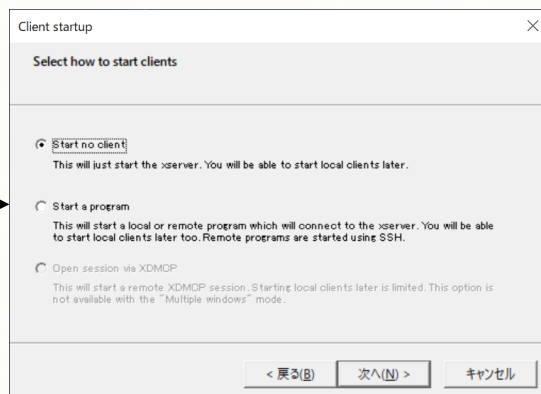 Client startup
Select how to start clients
Start no client
This will just start the xserver. You will be able to start local clients later.
Start a program
This will start a local or remote program which will connect to the xserver. You will be able
to start local clients later too. Remote programs are started using SSH.
Open session via XDMCP
This will start a remote XDMCP session. Starting local clients later is limited. This option is
not available with the "Multiple windows" mode.
< 戻る(B) 次へ(N) > キャンセル